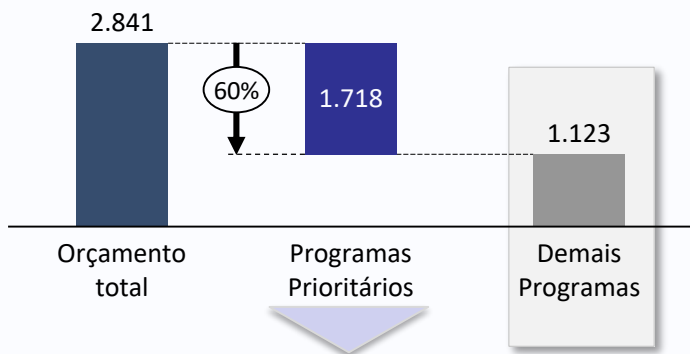 2.841
60%
1.718
1.123
Orçamento
total
Programas
Prioritários
Demais
Programas